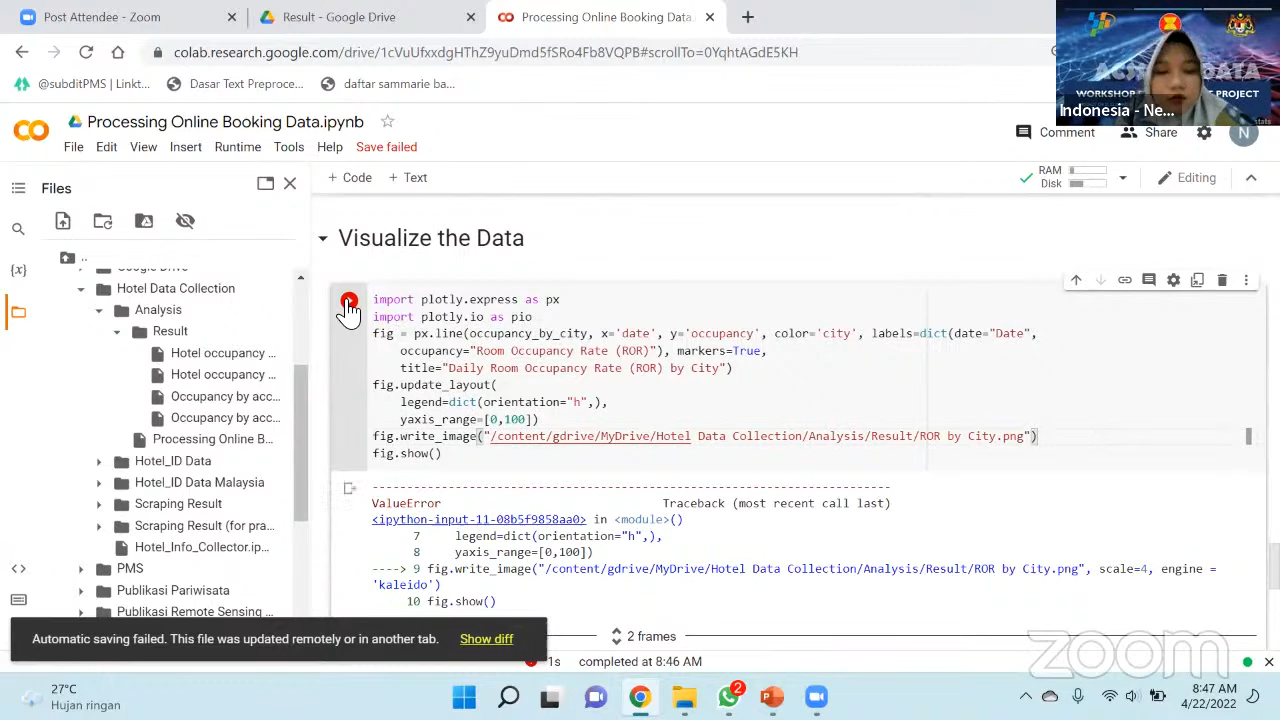 Post Attendee - Zoom
Result - Google D
Processing Online Booking Data.
colab.research.google.com/
scrollTo=0YqhtAGdE5KH
@subditPMS | Linkt...
Dasar Text Preproce...
daftar sammarie ba...
WORKSHOP
PROJECT
Indonesia - Ne...
Processing Online Booking Data.ipynb
File Edit View Insert Runtime Tools Help Save failed
Comment Share N
Files
+ Co + Text
RAM
Disk
Editing
{x}
..
Google Drive
Hotel Data Collection
Analysis
Result
Hotel occupancy ...
Hotel occupancy ...
Occupancy by acc...
Occupancy by acc...
Processing Online B...
Hotel_ID Data
Hotel_ID Data Malaysia
Scraping Result
Scraping Result (for pra...
Hotel_Info_Collector.ip...
PMS
Publikasi Pariwista
Publikasi Remote Sensing ...
Visualize the Data
import plotly.express as px
import plotly.io as pio
fig = px.line(occupancy_by_city, x='date', y='occupancy', color='city', labels=dict(date="Date",
occupancy="Room Occupancy Rate (ROR)"), markers=True,
title="Daily Room Occupancy Rate (ROR) by City")
fig.update_layout(
legend=dict(orientation="h",),
yaxis_range=[0,100])
fig.write_image("/content/gdrive/MyDrive/Hotel Data Collection/Analysis/Result/ROR by City.png")
fig.show()
---------------------------------------------------------------------------
ValueError Traceback (most recent call last)
<ipython-input-11-08b5f9858aa0> in <module>()
7 legend=dict(orientation="h",),
8 yaxis_range=[0,100])
----> 9 fig.write_image("/content/gdrive/MyDrive/Hotel Data Collection/Analysis/Result/ROR by City.png", scale=4, engine =
'kaleido')
10 fig.show()
2 frames
Automatic saving failed. This file was updated remotely or in another tab. Show diff
1s completed at 8:46 AM
zoom
27°C
Hujan ringan
2
8:47 AM
4/22/2022